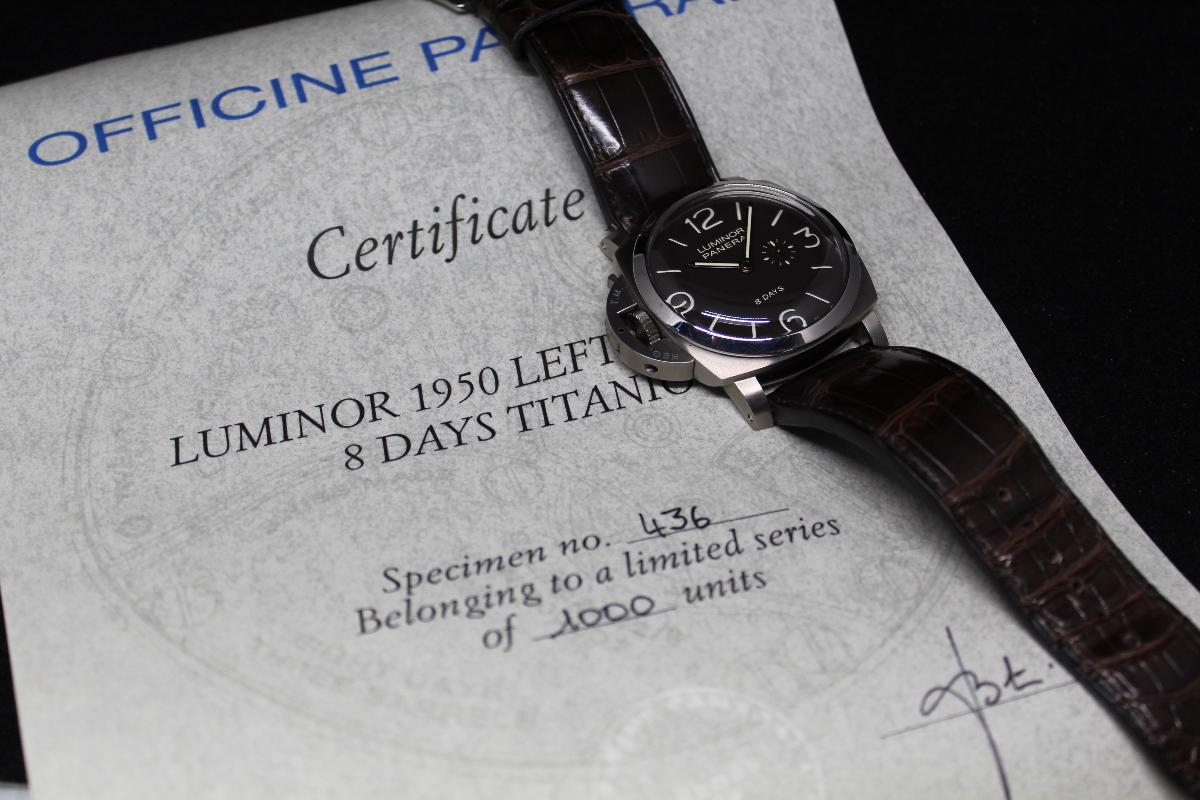 OFFICINE PANERAI
Certificate
LUMINOR 1950 LEFT
8 DAYS TITANIO
Specimen no. 436
Belonging to a limited series
of 1000 units
12
3
6
9
LUMINOR
PANERAI
8 DAYS
REG
T.M.